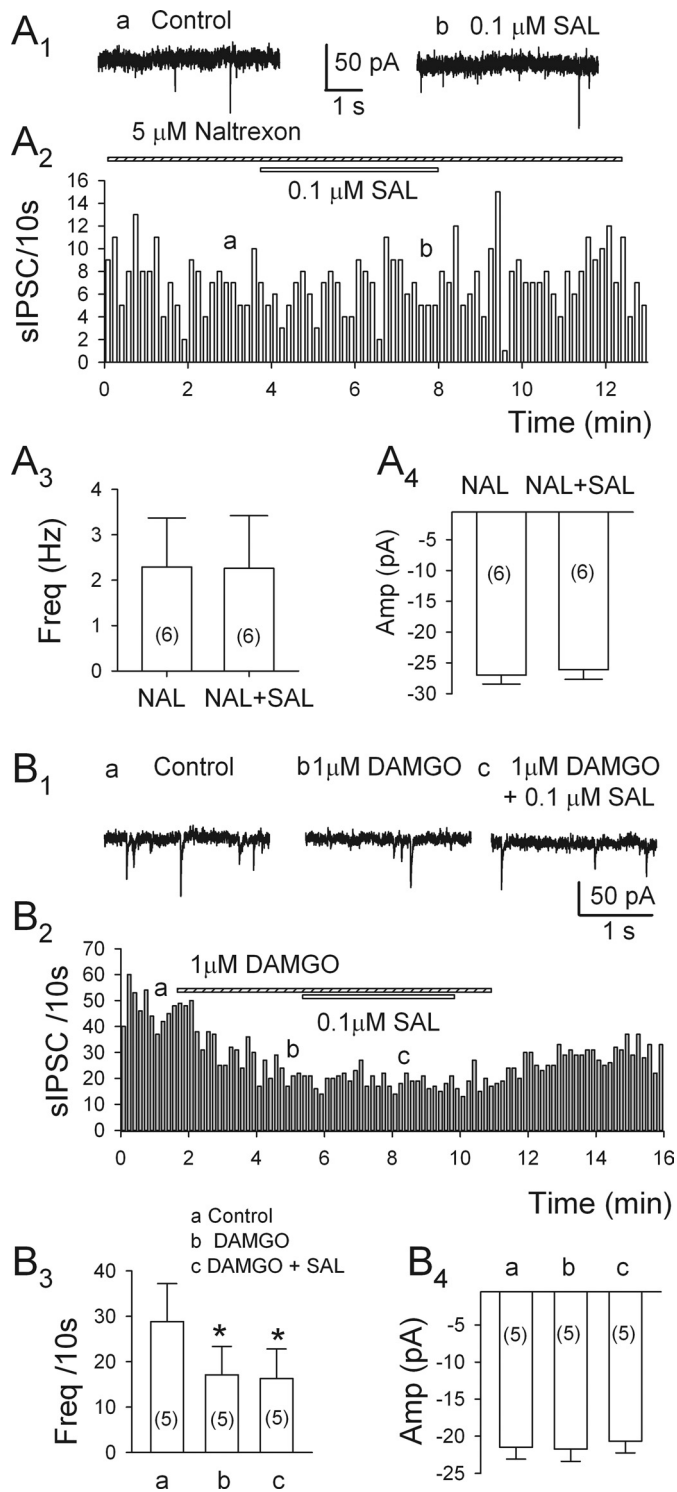 A1
a Control
b 0.1 μM SAL
50 pA
1 s
A2
5 μM Naltrexon
0.1 μM SAL
a
b
sIPSC/10s
16
14
12
10
8
6
4
2
0
0 2 4 6 8 10 12
Time (min)
A3
Freq (Hz)
4
3
2
1
0
(6) (6)
NAL NAL+SAL
A4
NAL NAL+SAL
Amp (pA)
-5
-10
-15
-20
-25
-30
(6) (6)
B1
a Control
b 1μM DAMGO
c 1μM DAMGO
+ 0.1 μM SAL
50 pA
1 s
B2
1μM DAMGO
0.1μM SAL
a
b
c
sIPSC /10s
70
60
50
40
30
20
10
0
0 2 4 6 8 10 12 14 16
Time (min)
a Control
b DAMGO
c DAMGO + SAL
B3
Freq /10s
40
30
20
10
0
* *
(5) (5) (5)
a b c
B4
a b c
Amp (pA)
-5
-10
-15
-20
-25
(5) (5) (5)